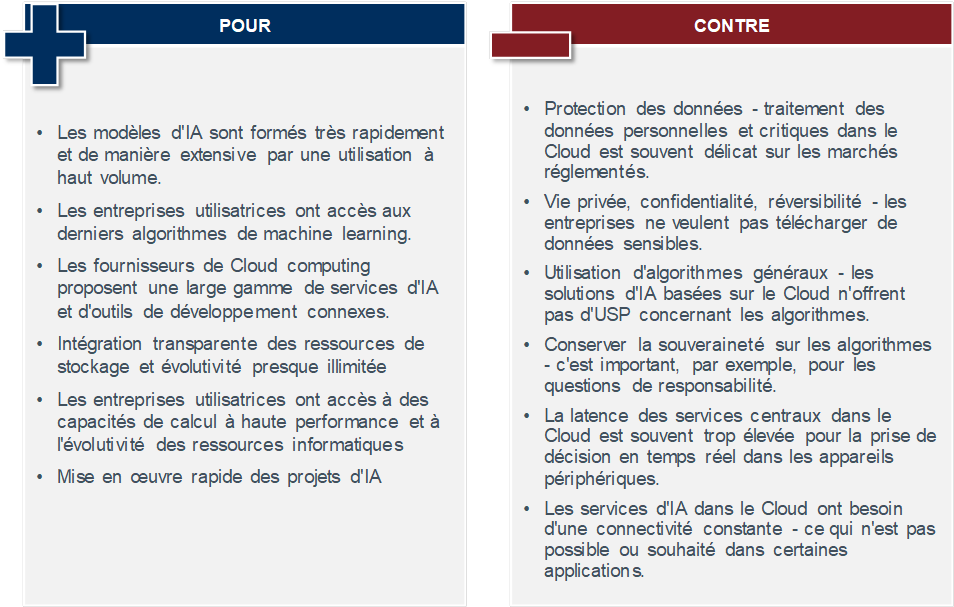 POUR
• Les modèles d'IA sont formés très rapidement
et de manière extensive par une utilisation à
haut volume.
• Les entreprises utilisatrices ont accès aux
derniers algorithmes de machine learning.
• Les fournisseurs de Cloud computing
proposent une large gamme de services d'IA
et d'outils de développement connexes.
• Intégration transparente des ressources de
stockage et évolutivité presque illimitée
• Les entreprises utilisatrices ont accès à des
capacités de calcul à haute performance et à
l'évolutivité des ressources informatiques
• Mise en œuvre rapide des projets d'IA
CONTRE
• Protection des données - traitement des
données personnelles et critiques dans le
Cloud est souvent délicat sur les marchés
réglementés.
• Vie privée, confidentialité, réversibilité - les
entreprises ne veulent pas télécharger de
données sensibles.
• Utilisation d'algorithmes généraux - les
solutions d'IA basées sur le Cloud n'offrent
pas d'USP concernant les algorithmes.
• Conserver la souveraineté sur les algorithmes
- c'est important, par exemple, pour les
questions de responsabilité.
• La latence des services centraux dans le
Cloud est souvent trop élevée pour la prise de
décision en temps réel dans les appareils
périphériques.
• Les services d'IA dans le Cloud ont besoin
d'une connectivité constante - ce qui n'est pas
possible ou souhaité dans certaines
applications.